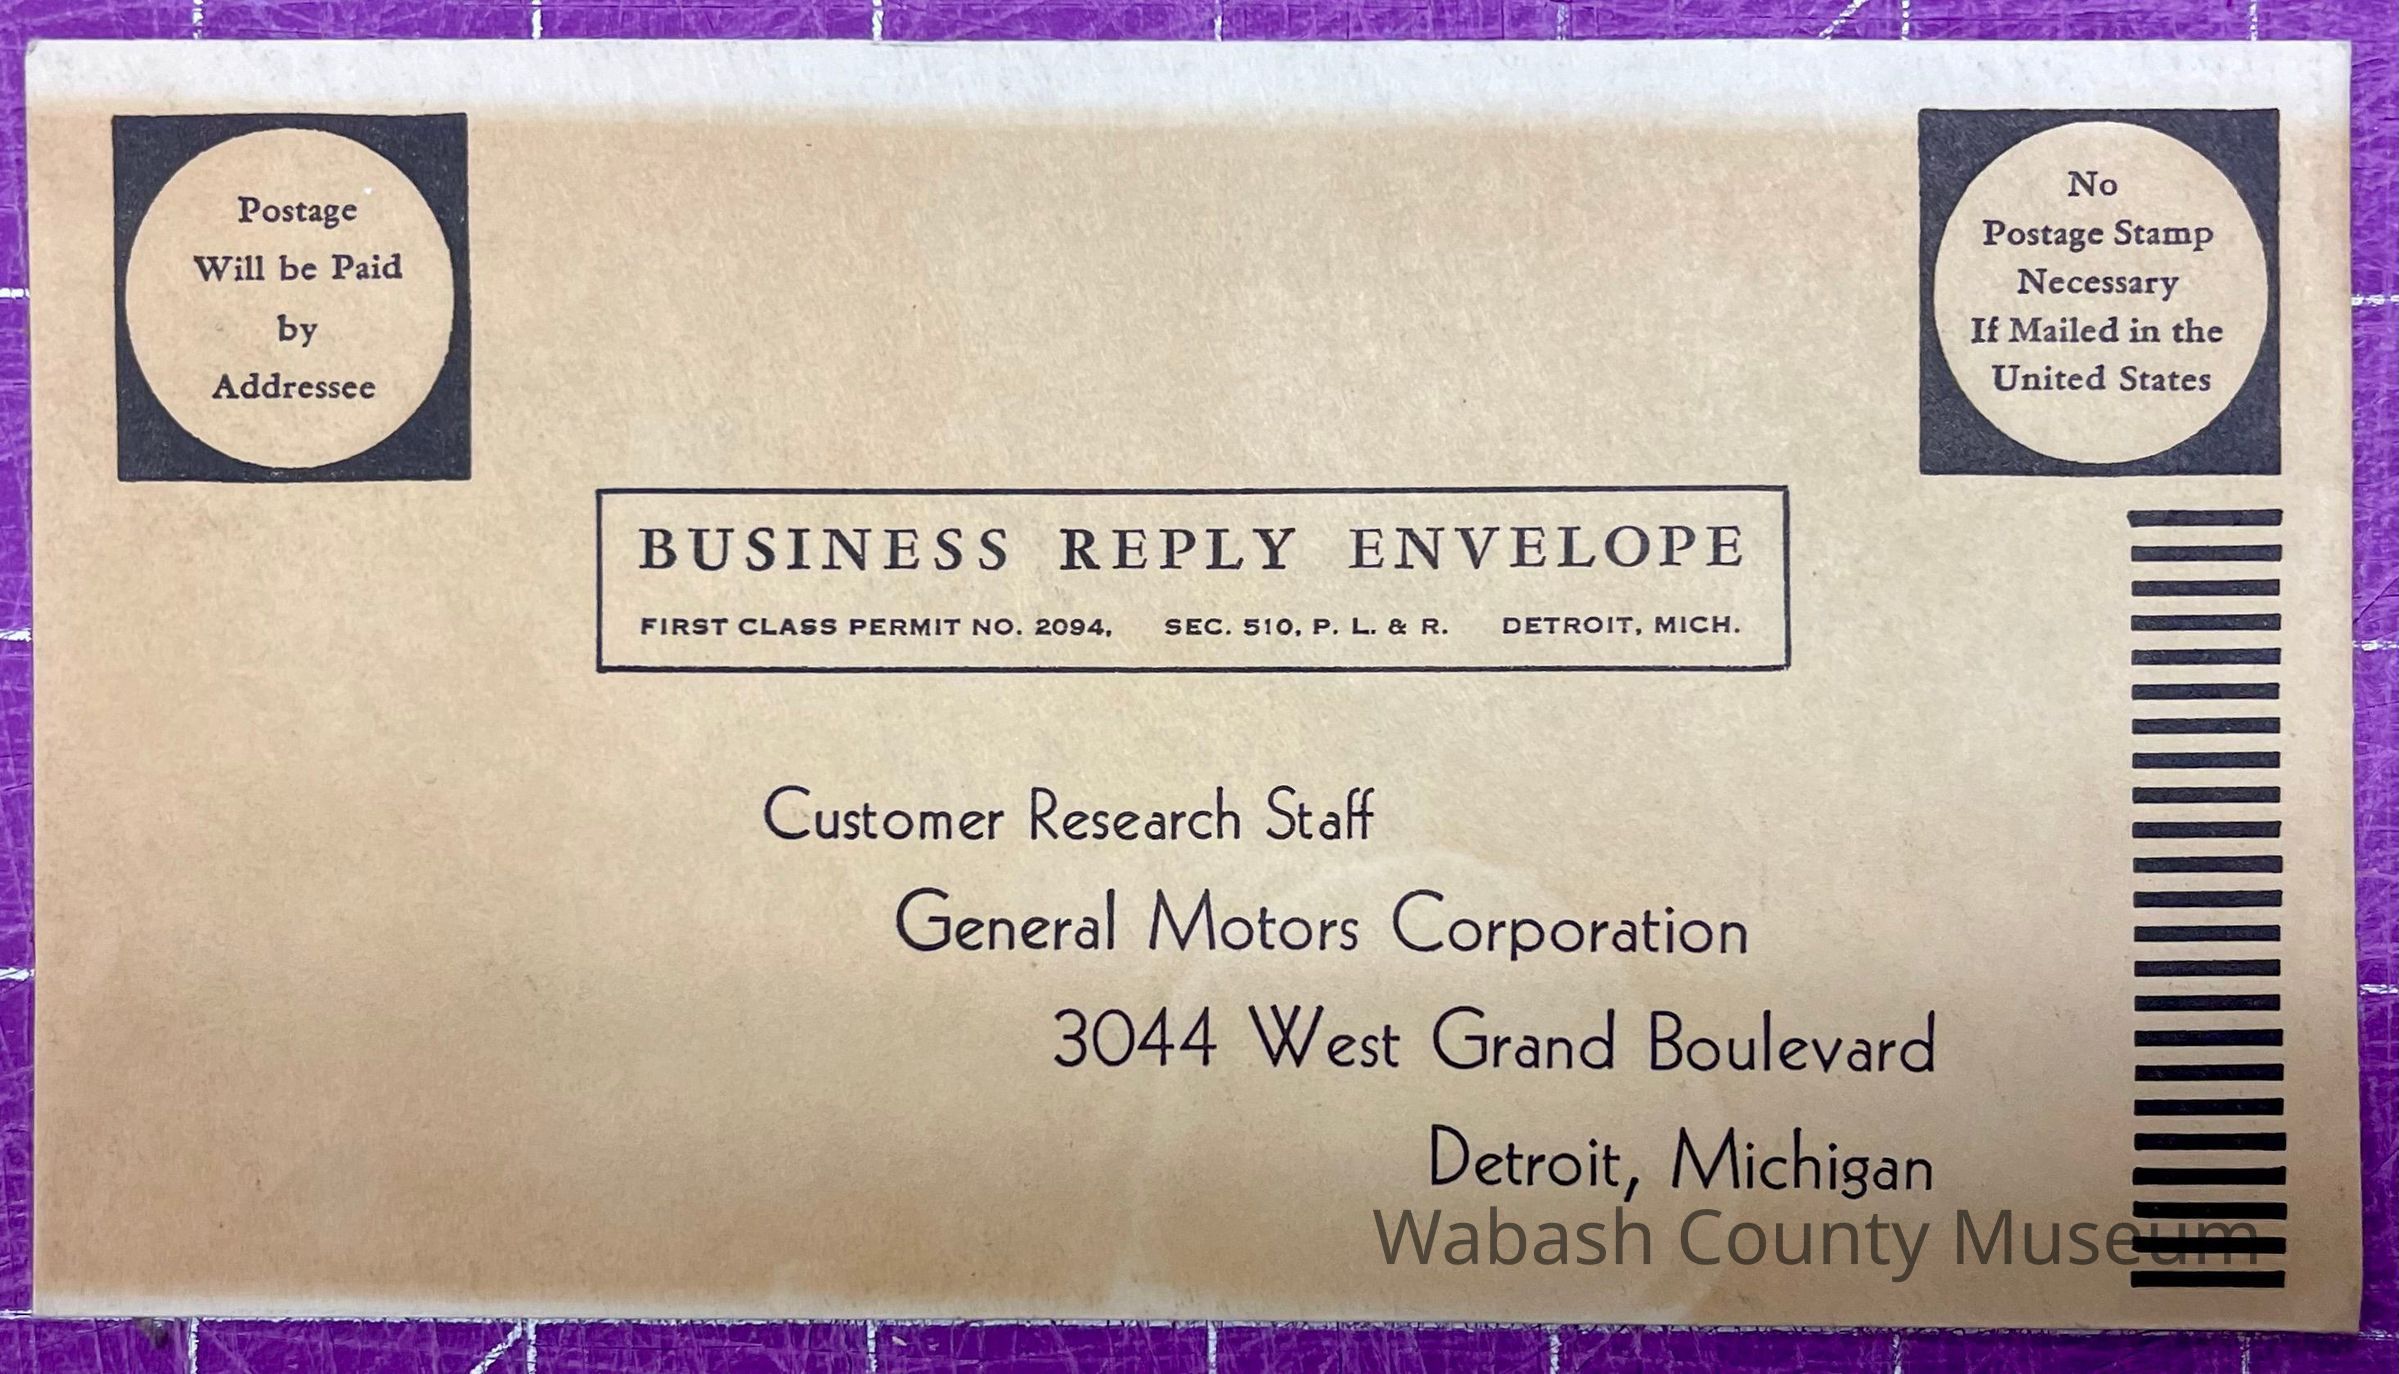 Postage
Will be Paid
by
Addressee
No
Postage Stamp
Necessary
If Mailed in the
United States
BUSINESS REPLY ENVELOPE
FIRST CLASS PERMIT NO. 2094, SEC. 510, P. L. & R. DETROIT, MICH.
Customer Research Staff
General Motors Corporation
3044 West Grand Boulevard
Detroit, Michigan
Wabash County Museum